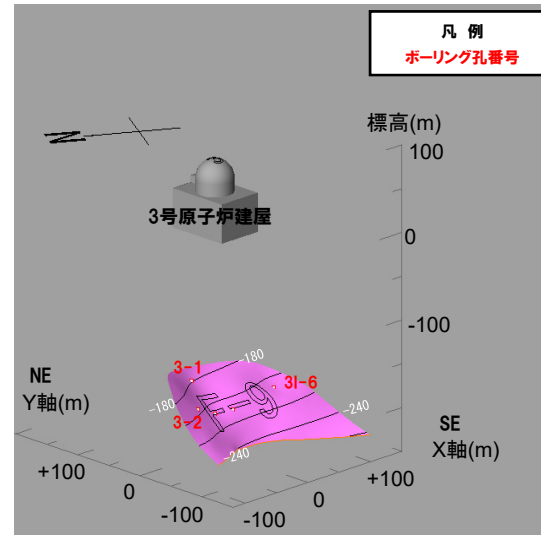 凡 例
ボーリング孔番号
標高(m)
100
N
3号原子炉建屋
0
-100
3-1
-180
3I-6
NE
Y軸(m)
-180
F-9
-240
3-2
SE
X軸(m)
-240
+100
+100
0
0
-100
-100